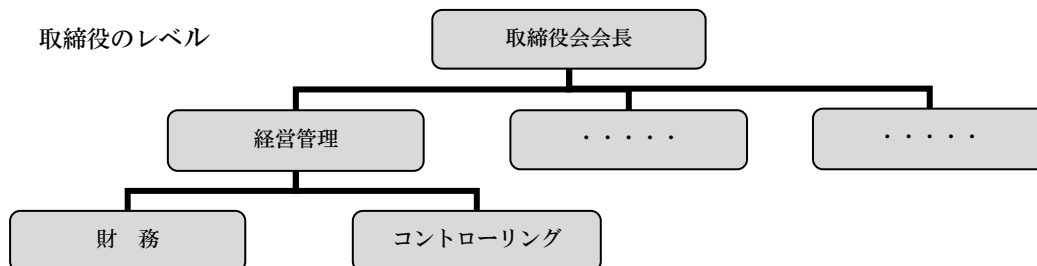 取締役のレベル
取締役会会長
経営管理
・・・・・
・・・・・
財　務
コントローリング